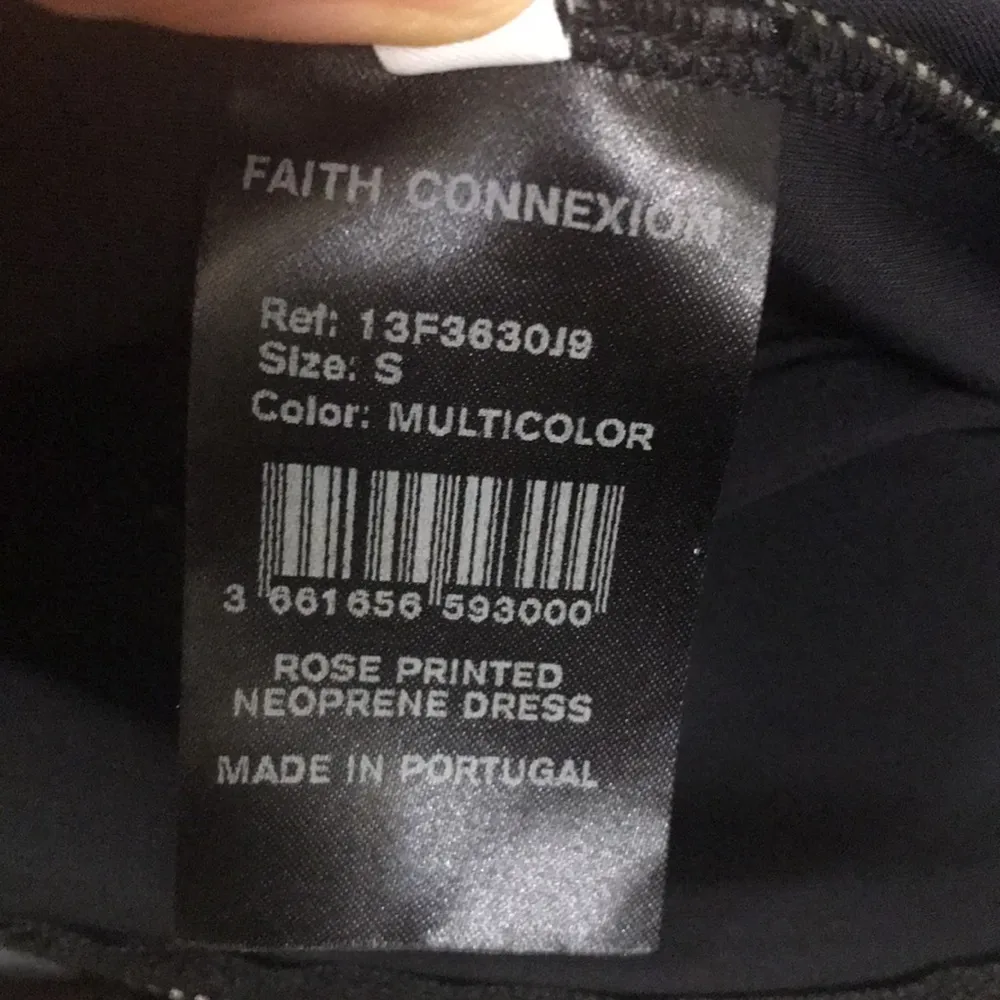 FAITH CONNEXION
Ref: 13F3630J9
Size: S
Color: MULTICOLOR
3 661656 593000
ROSE PRINTED
NEOPRENE DRESS
MADE IN PORTUGAL